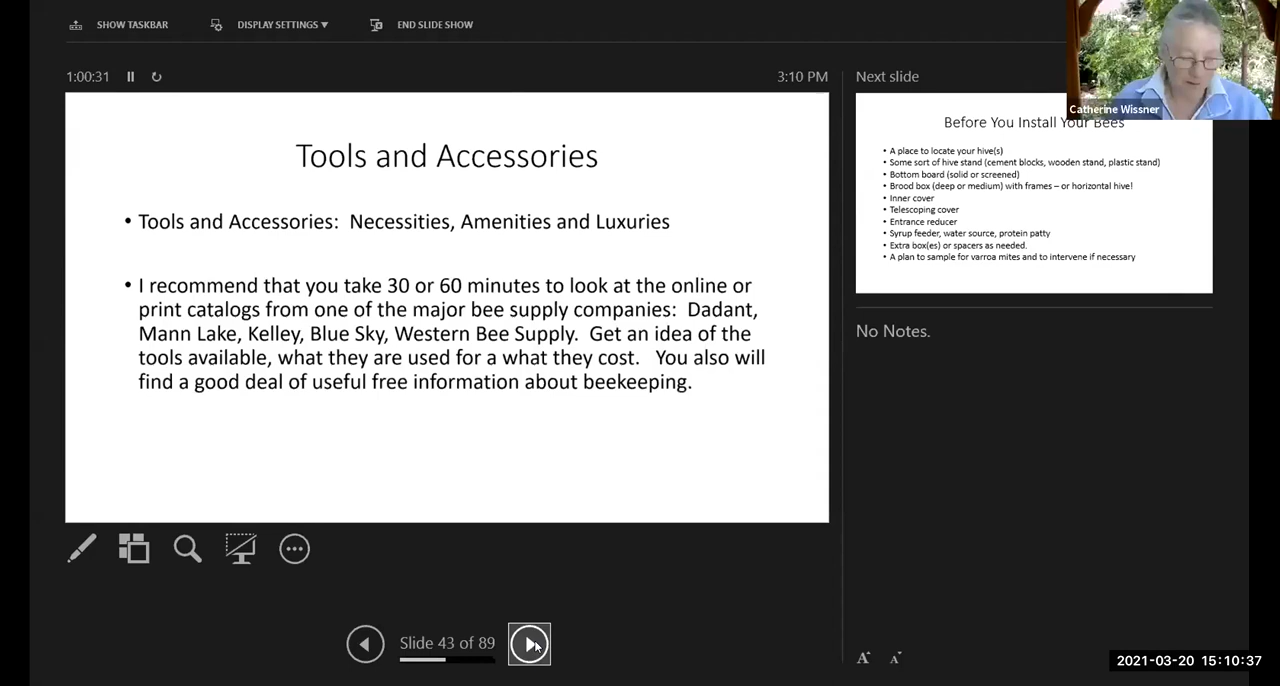 SHOW TASKBAR
DISPLAY SETTINGS ▼
END SLIDE SHOW
1:00:31
3:10 PM
Tools and Accessories
• Tools and Accessories:  Necessities, Amenities and Luxuries
• I recommend that you take 30 or 60 minutes to look at the online or
print catalogs from one of the major bee supply companies:  Dadant,
Mann Lake, Kelley, Blue Sky, Western Bee Supply.  Get an idea of the
tools available, what they are used for a what they cost.   You also will
find a good deal of useful free information about beekeeping.
Slide 43 of 89
Next slide
Catherine Wissner
Before You Install Your Bees
• A place to locate your hive(s)
• Some sort of hive stand (cement blocks, wooden stand, plastic stand)
• Bottom board (solid or screened)
• Brood box (deep or medium) with frames – or horizontal hive!
• Inner cover
• Telescoping cover
• Entrance reducer
• Syrup feeder, water source, protein patty
• Extra box(es) or spacers as needed.
• A plan to sample for varroa mites and to intervene if necessary
No Notes.
A A
2021-03-20 15:10:37